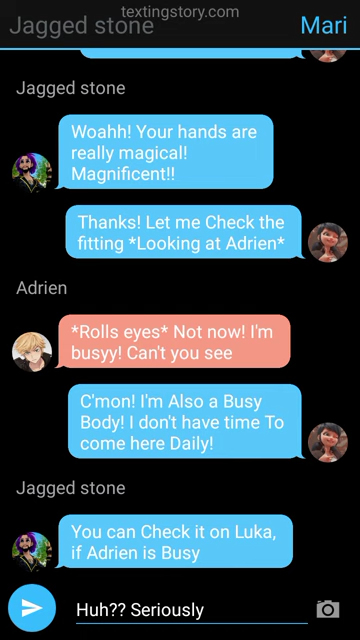 textingstory.com
Jagged stone
Mari
Jagged stone
Woahh! Your hands are
really magical!
Magnificent!!
Thanks! Let me Check the
fitting *Looking at Adrien*
Adrien
*Rolls eyes* Not now! I'm
busyy! Can't you see
C'mon! I'm Also a Busy
Body! I don't have time To
come here Daily!
Jagged stone
You can Check it on Luka,
if Adrien is Busy
Huh?? Seriously